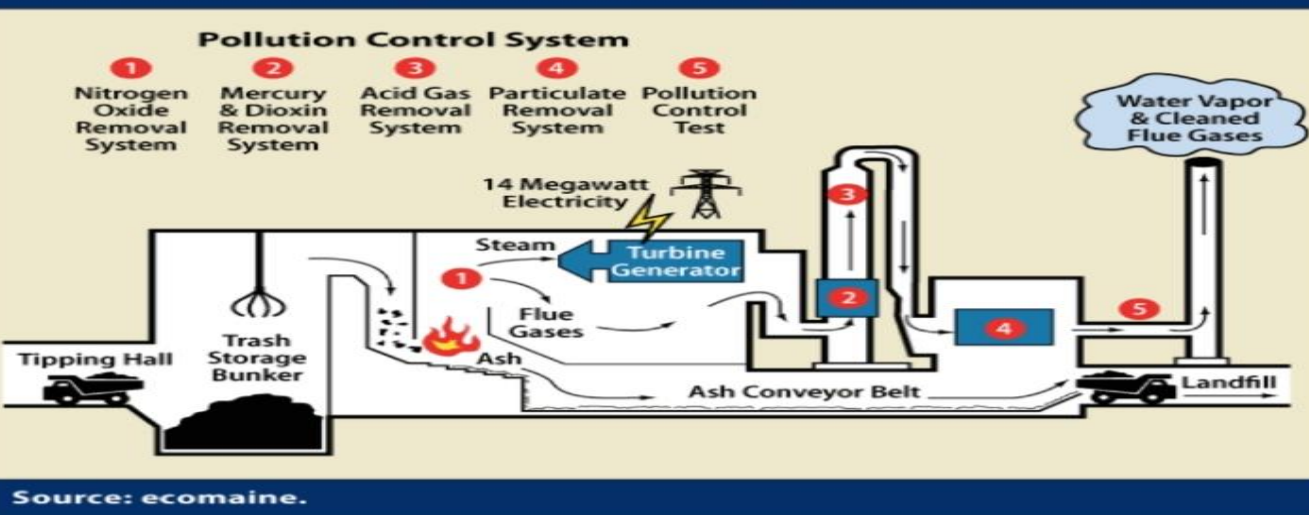 Pollution Control System
1
Nitrogen
Oxide
Removal
System
2
Mercury
& Dioxin
Removal
System
3
Acid Gas
Removal
System
4
Particulate
Removal
System
5
Pollution
Control
Test
Water Vapor
& Cleaned
Flue Gases
14 Megawatt
Electricity
3
Steam
Turbine
Generator
1
2
Flue
Gases
5
4
Tipping Hall
Trash
Storage
Bunker
Ash
Ash Conveyor Belt
Landfill
Source: ecomaine.